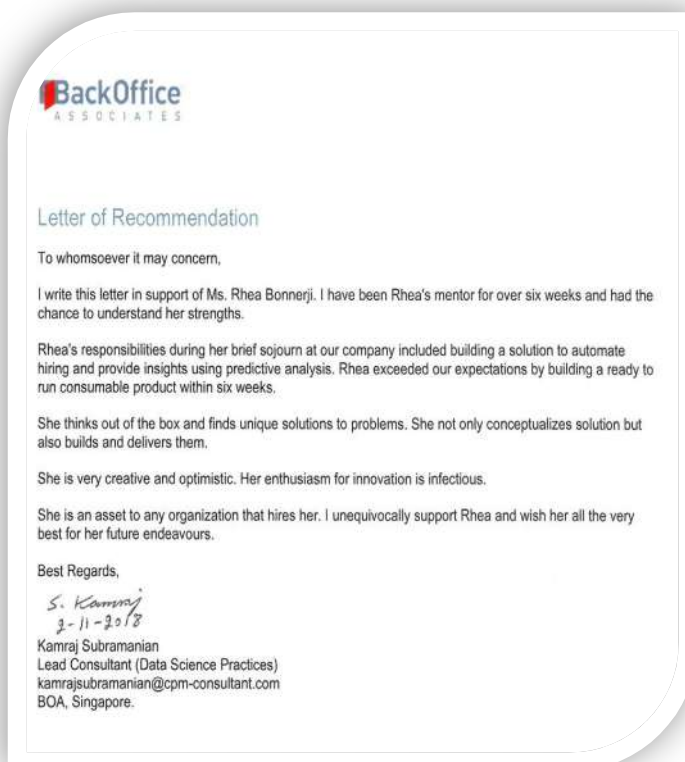 BackOffice
ASSOCIATES
Letter of Recommendation
To whomsoever it may concern,
I write this letter in support of Ms. Rhea Bonnerji. I have been Rhea's mentor for over six weeks and had the
chance to understand her strengths.
Rhea's responsibilities during her brief sojourn at our company included building a solution to automate
hiring and provide insights using predictive analysis. Rhea exceeded our expectations by building a ready to
run consumable product within six weeks.
She thinks out of the box and finds unique solutions to problems. She not only conceptualizes solution but
also builds and delivers them.
She is very creative and optimistic. Her enthusiasm for innovation is infectious.
She is an asset to any organization that hires her. I unequivocally support Rhea and wish her all the very
best for her future endeavours.
Best Regards,
S. Kamraj
2-11-2018
Kamraj Subramanian
Lead Consultant (Data Science Practices)
kamrajsubramanian@cpm-consultant.com
BOA, Singapore.